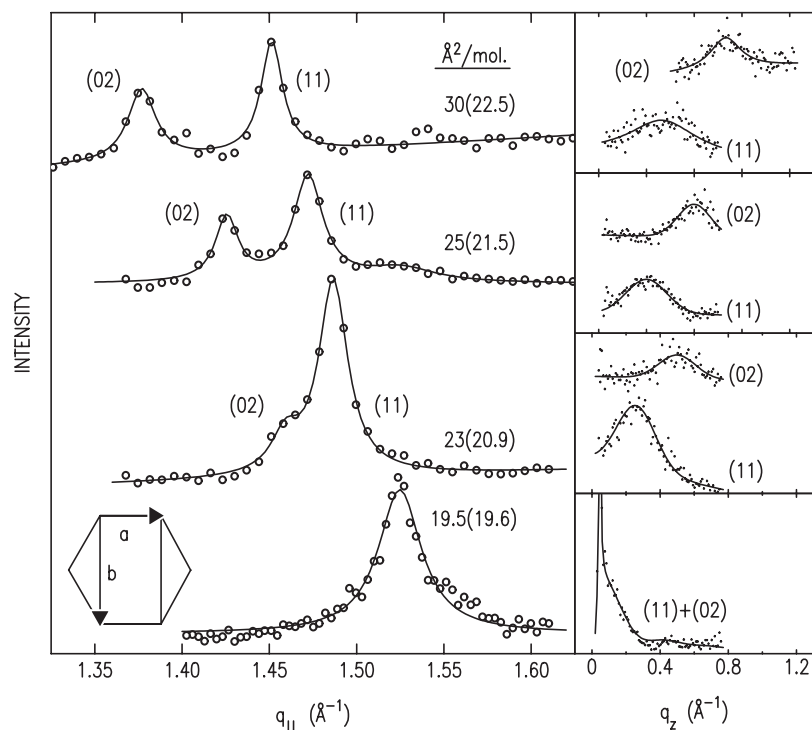 Å²/mol.
(02)
(11)
30(22.5)
(02)
(11)
(02)
(11)
25(21.5)
(02)
(11)
(02)
(11)
23(20.9)
(02)
(11)
19.5(19.6)
a
b
(11)+(02)
INTENSITY
1.35 1.40 1.45 1.50 1.55 1.60
q_{||} (Å⁻¹)
0 0.4 0.8 1.2
q_z (Å⁻¹)